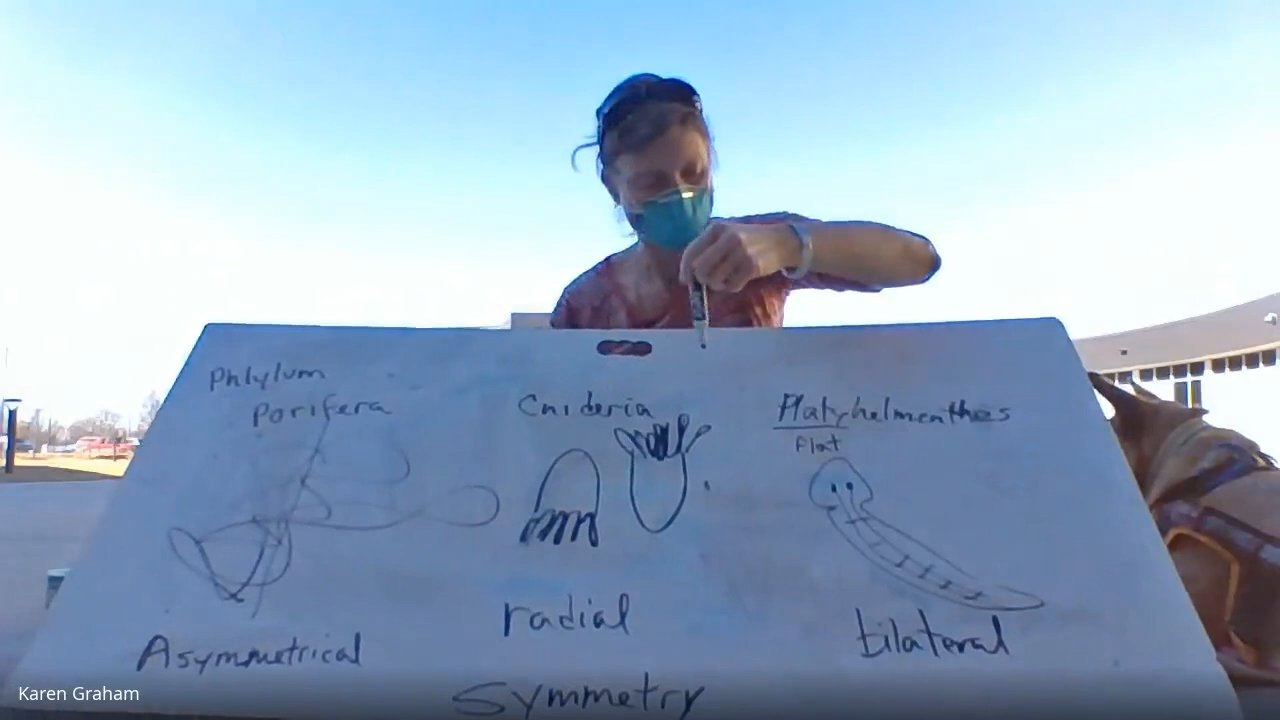 Phlylum
Porifera
Cnideria
Platyhelmenthes
flat
Asymmetrical
radial
bilateral
Symmetry
Karen Graham